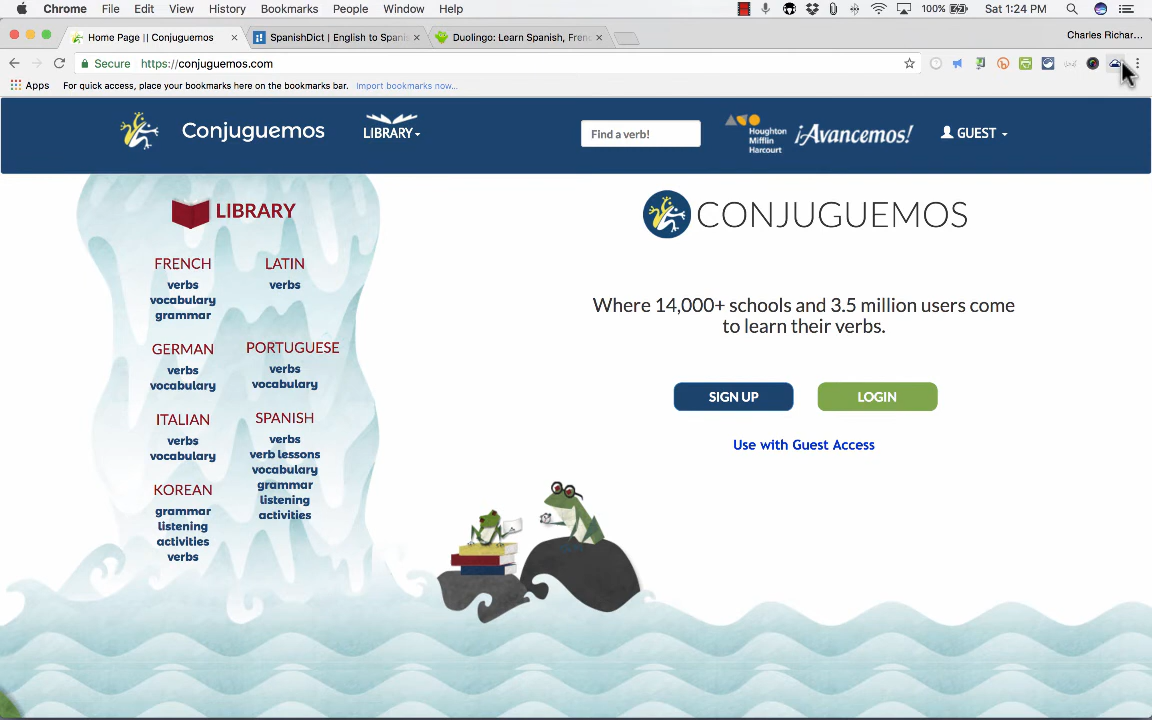 Chrome File Edit View History Bookmarks People Window Help 100% Sat 1:24 PM
Home Page || Conjuguemos SpanishDict | English to Spanis Duolingo: Learn Spanish, Frenc Charles Richar...
Secure https://conjuguemos.com
Apps For quick access, place your bookmarks here on the bookmarks bar. Import bookmarks now...
Conjuguemos LIBRARY Find a verb! Houghton Mifflin Harcourt ¡Avancemos! GUEST
LIBRARY
FRENCH
verbs
vocabulary
grammar
LATIN
verbs
GERMAN
verbs
vocabulary
PORTUGUESE
verbs
vocabulary
ITALIAN
verbs
vocabulary
SPANISH
verbs
verb lessons
vocabulary
grammar
listening
activities
KOREAN
grammar
listening
activities
verbs
CONJUGUEMOS
Where 14,000+ schools and 3.5 million users come
to learn their verbs.
SIGN UP LOGIN
Use with Guest Access